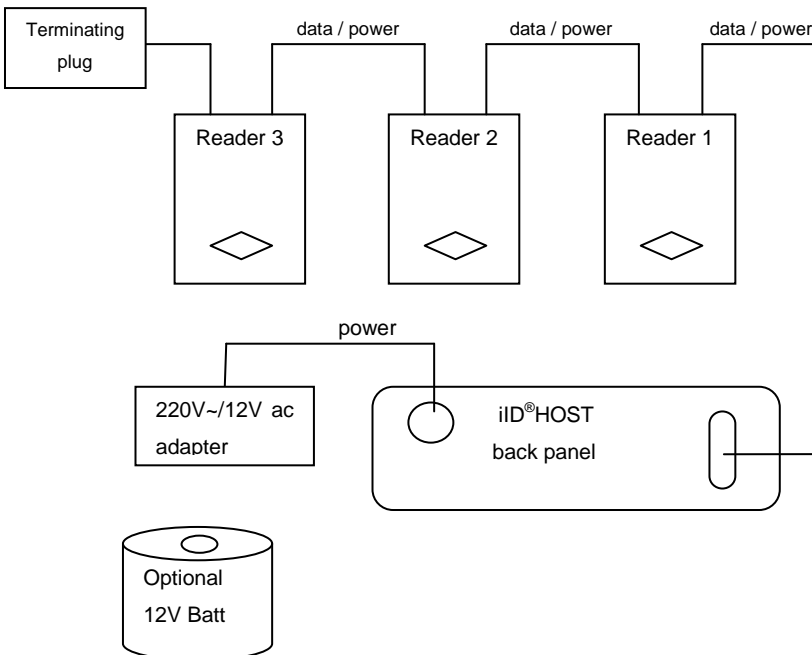 Terminating
plug
data / power
data / power
data / power
Reader 3
Reader 2
Reader 1
power
220V~/12V ac
adapter
iID®HOST
back panel
Optional
12V Batt